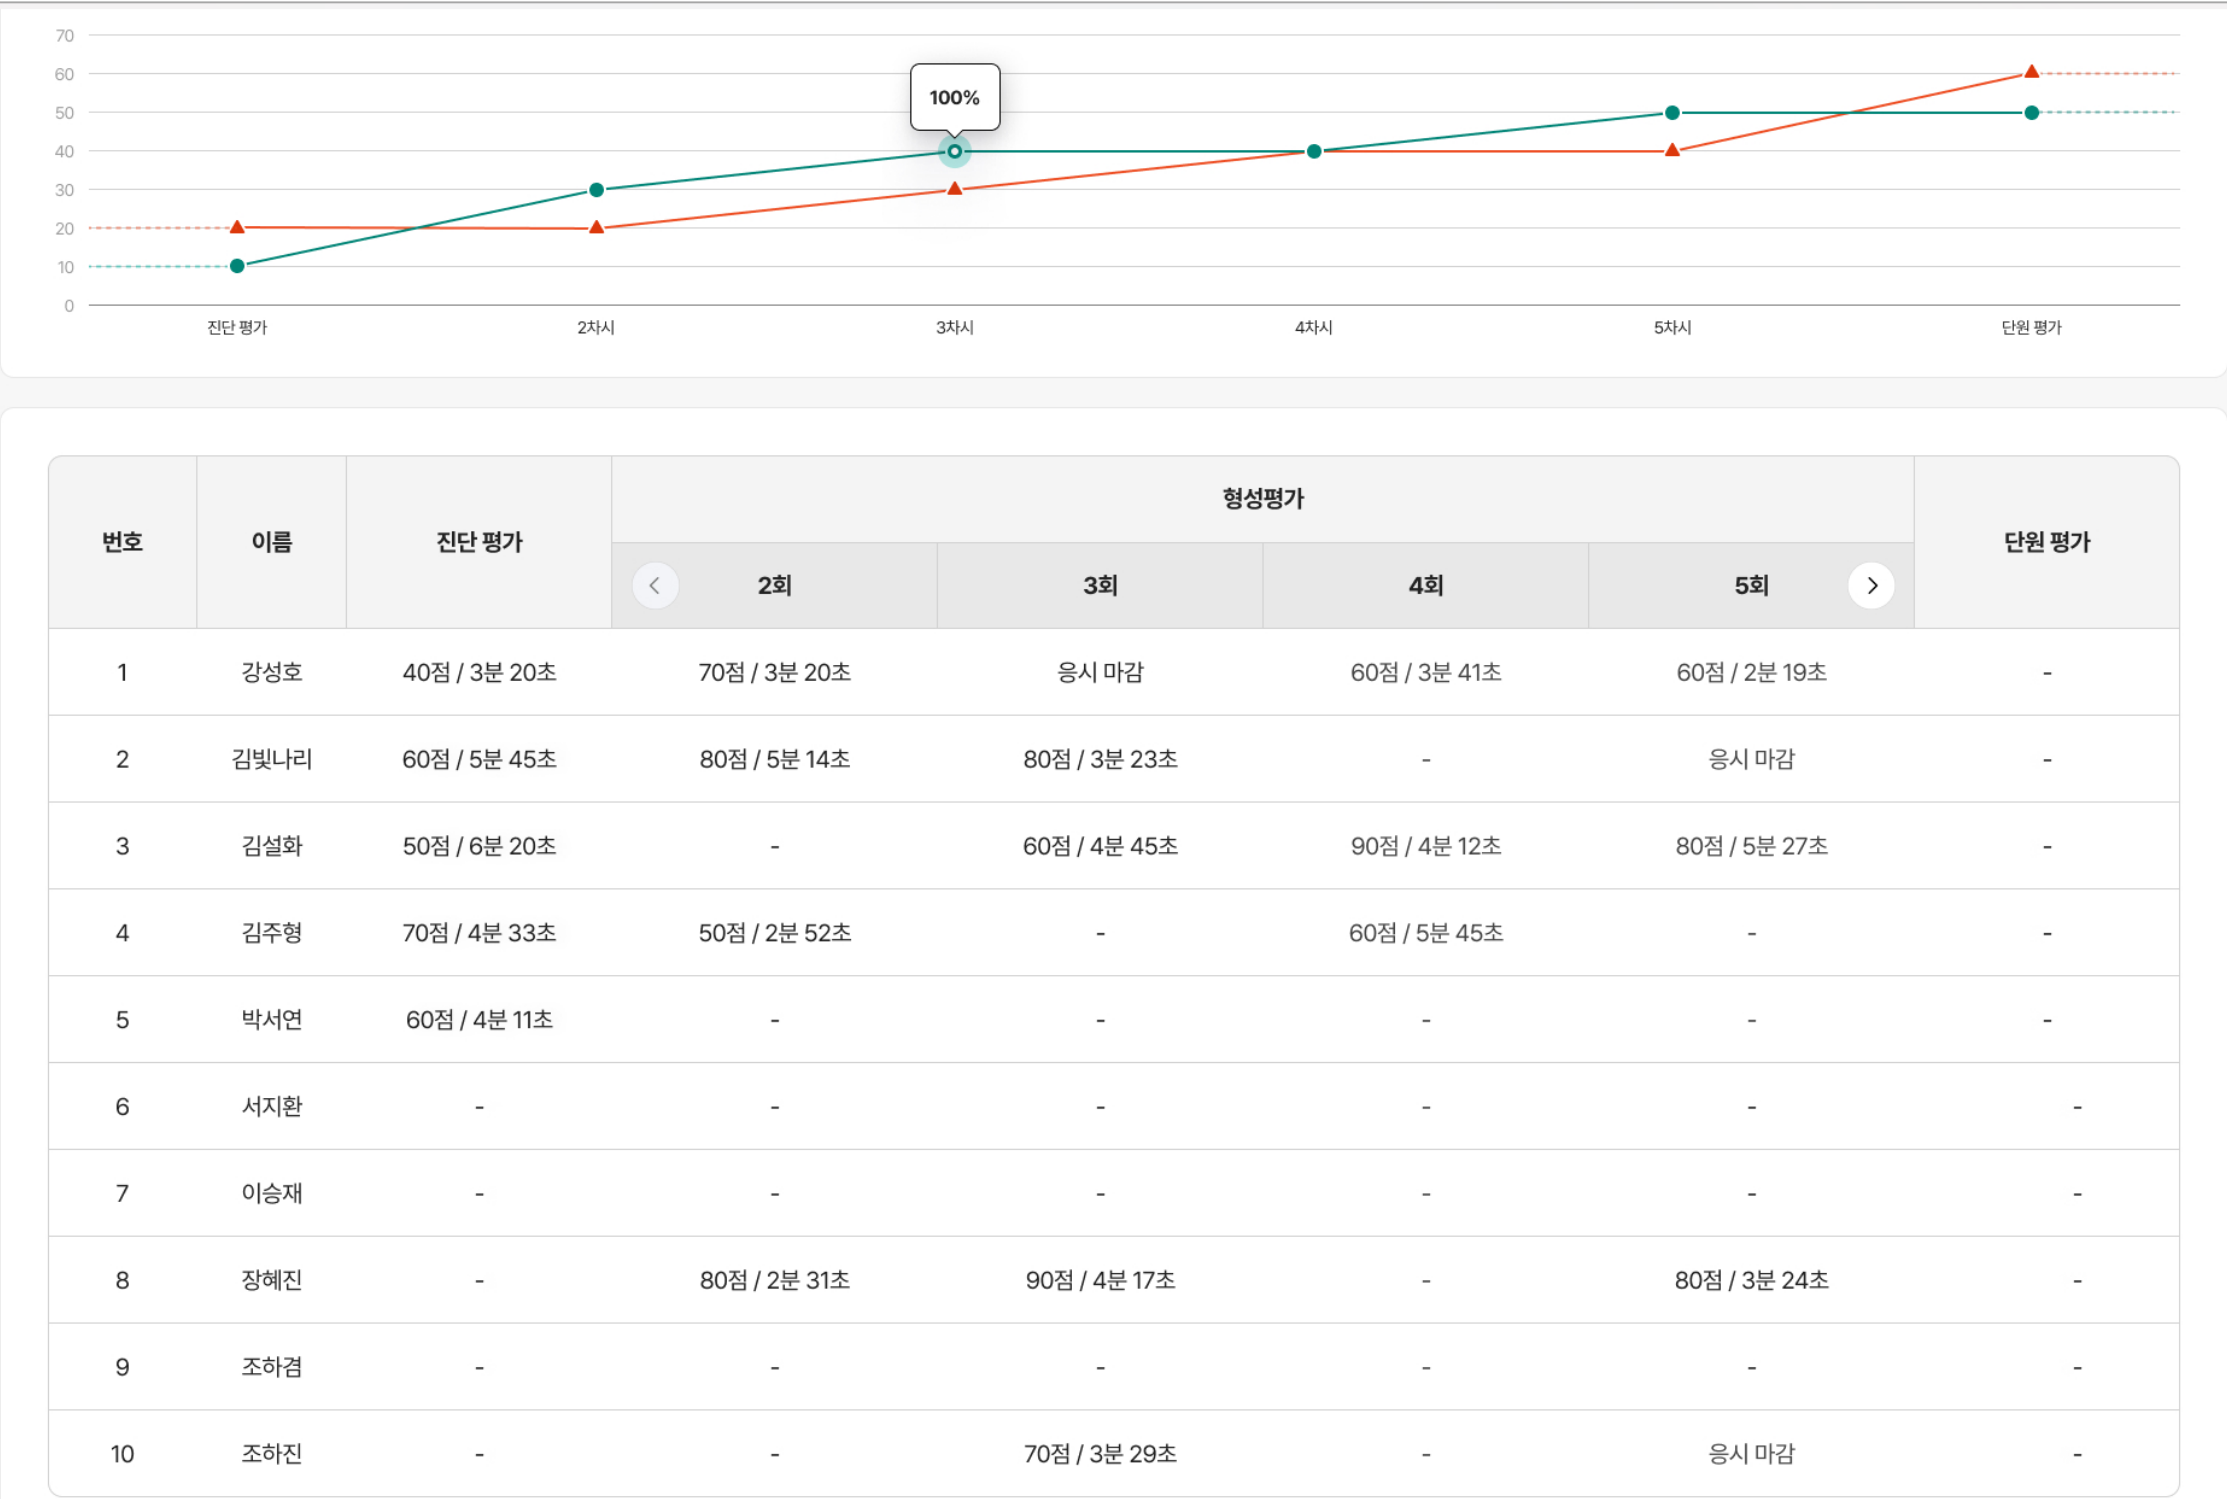 70
60
50
40
30
20
10
0
100%
진단 평가 2차시 3차시 4차시 5차시 단원 평가
번호 이름 진단 평가 형성평가 단원 평가
2회 3회 4회 5회
1 강성호 40점 / 3분 20초 70점 / 3분 20초 응시 마감 60점 / 3분 41초 60점 / 2분 19초 -
2 김빛나리 60점 / 5분 45초 80점 / 5분 14초 80점 / 3분 23초 - 응시 마감 -
3 김설화 50점 / 6분 20초 - 60점 / 4분 45초 90점 / 4분 12초 80점 / 5분 27초 -
4 김주형 70점 / 4분 33초 50점 / 2분 52초 - 60점 / 5분 45초 - -
5 박서연 60점 / 4분 11초 - - - - -
6 서지환 - - - - - -
7 이승재 - - - - - -
8 장혜진 - 80점 / 2분 31초 90점 / 4분 17초 - 80점 / 3분 24초 -
9 조하겸 - - - - - -
10 조하진 - - 70점 / 3분 29초 - 응시 마감 -